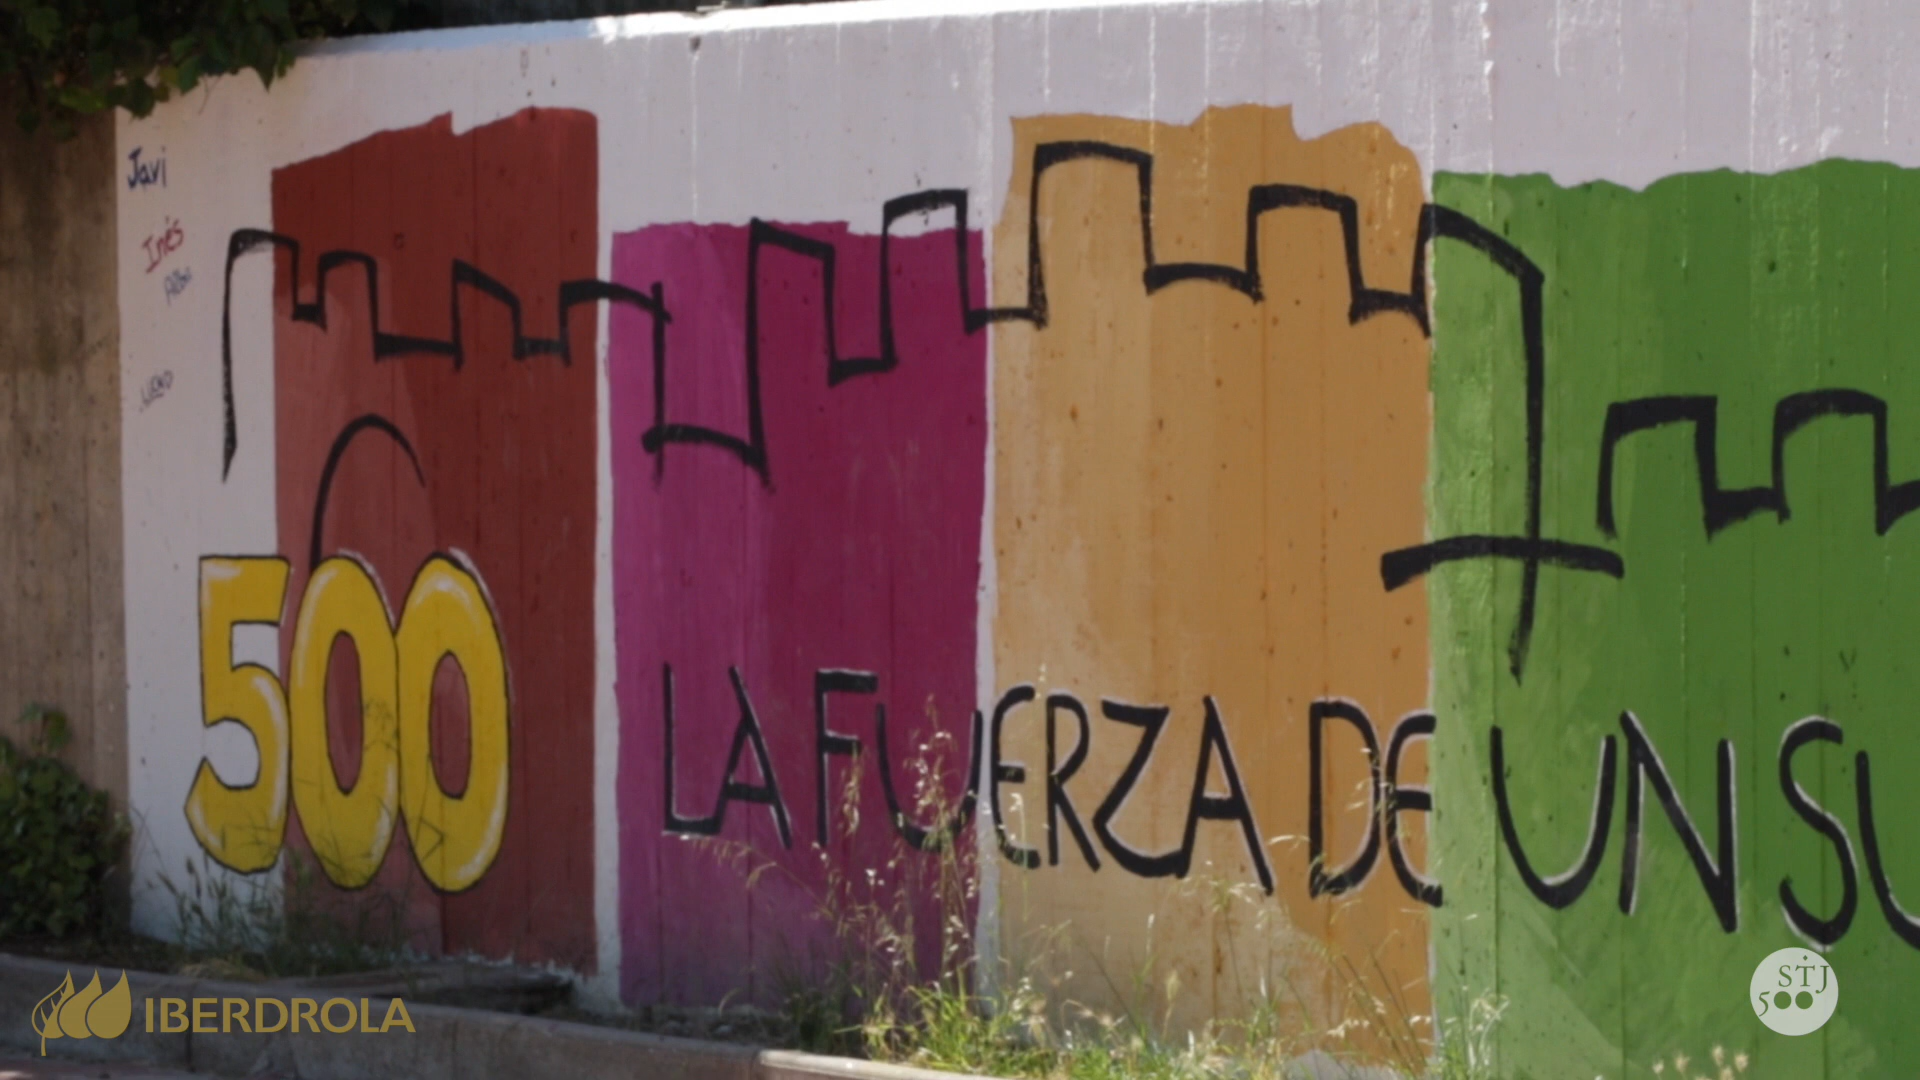 Javi
Inés
500
LA FUERZA DE UN SU
IBERDROLA
STJ
500